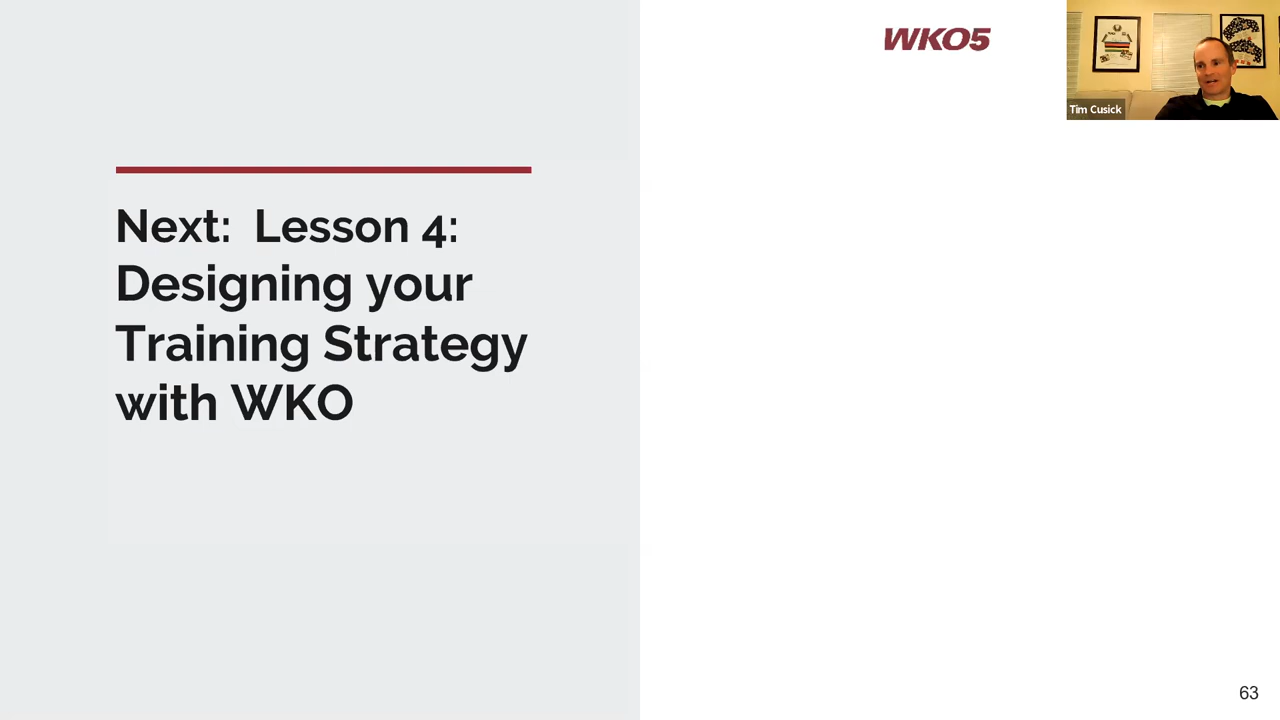 WKO5
Tim Cusick
Next: Lesson 4:
Designing your
Training Strategy
with WKO
63